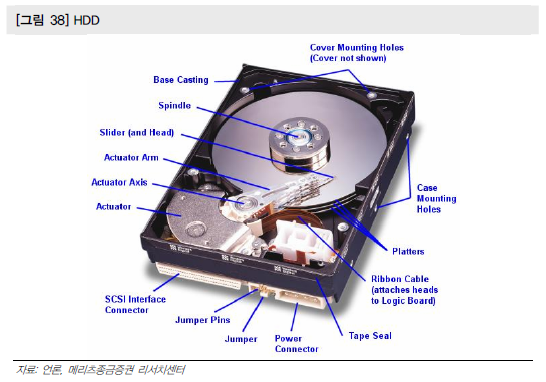 [그림 38] HDD
Cover Mounting Holes
(Cover not shown)
Base Casting
Spindle
Slider (and Head)
Actuator Arm
Actuator Axis
Actuator
Case
Mounting
Holes
Platters
Ribbon Cable
(attaches heads
to Logic Board)
SCSI Interface
Connector
Jumper Pins
Jumper
Power
Connector
Tape Seal
자료: 언론, 메리츠종금증권 리서치센터